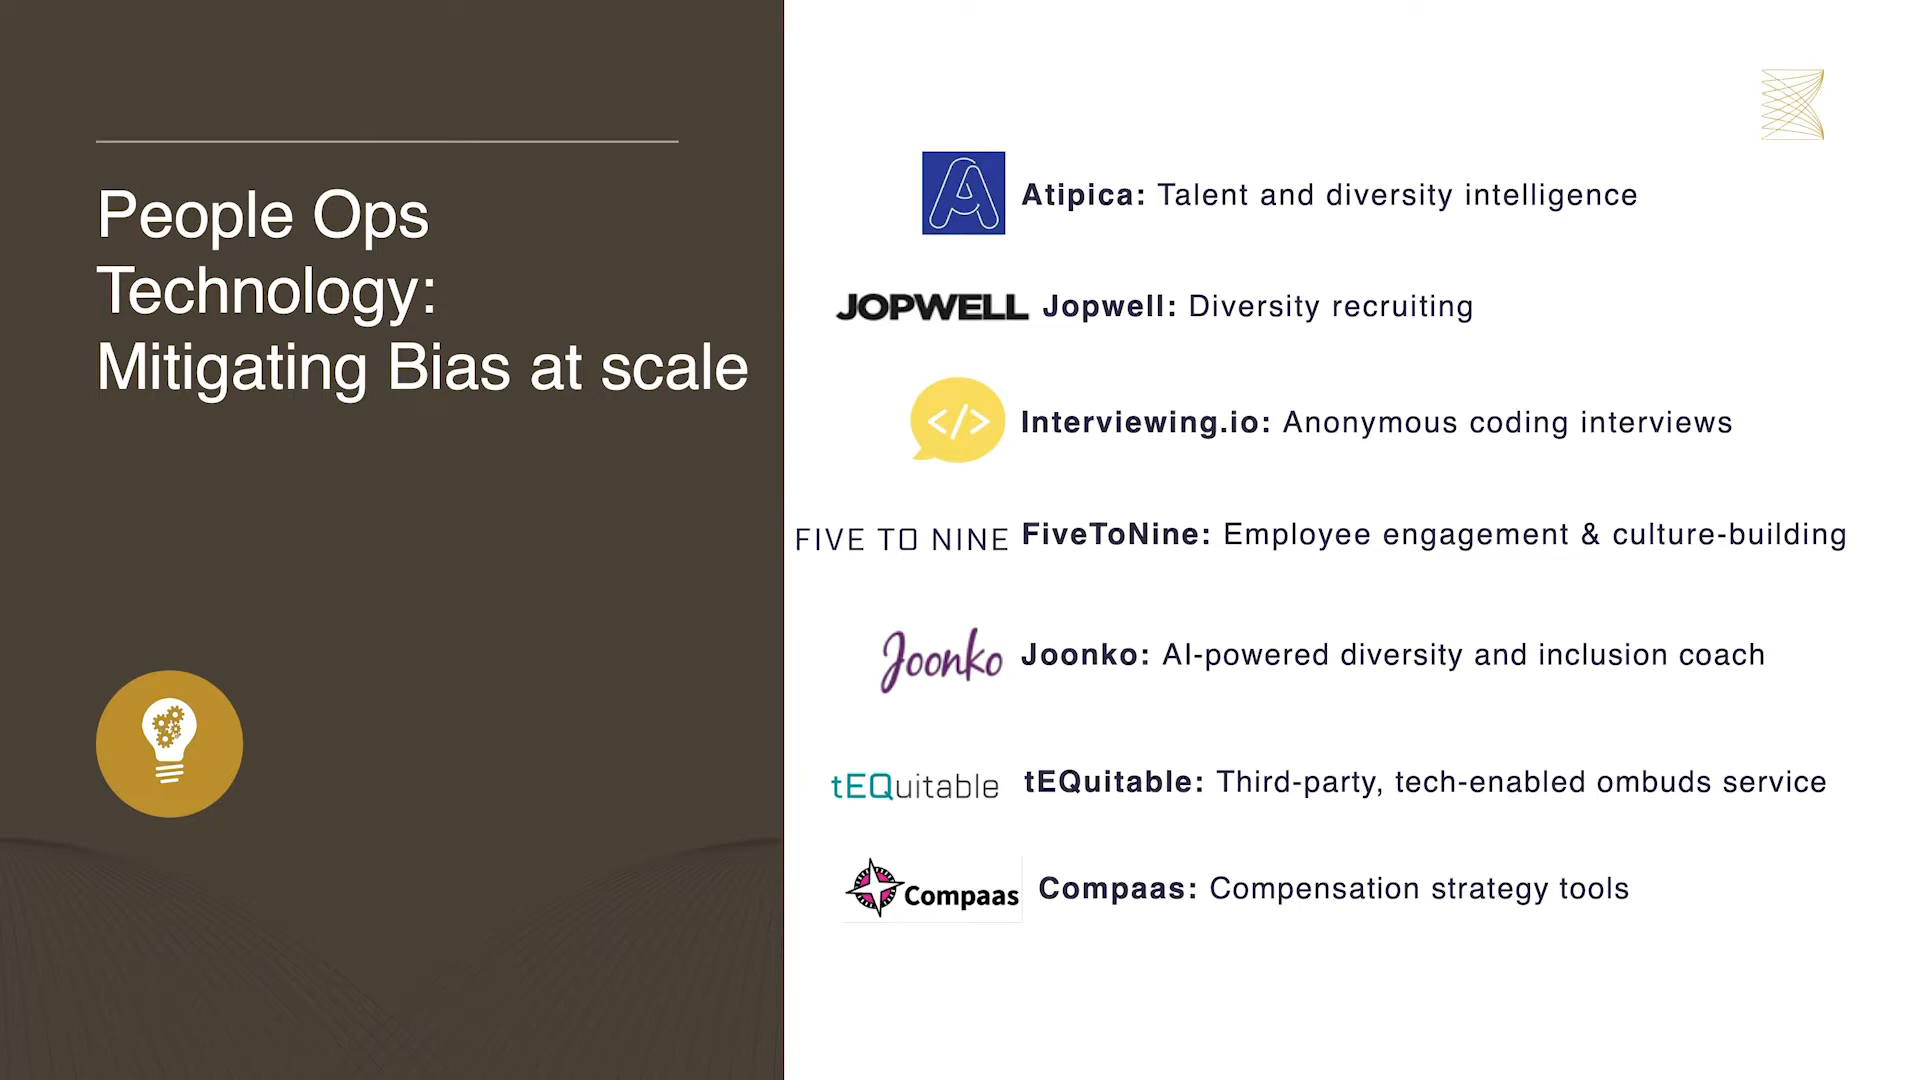 People Ops
Technology:
Mitigating Bias at scale
A Atipica: Talent and diversity intelligence
JOPWELL Jopwell: Diversity recruiting
</> Interviewing.io: Anonymous coding interviews
FIVE TO NINE FiveToNine: Employee engagement & culture-building
Joonko Joonko: AI-powered diversity and inclusion coach
tEQuitable tEQuitable: Third-party, tech-enabled ombuds service
Compaas Compaas: Compensation strategy tools